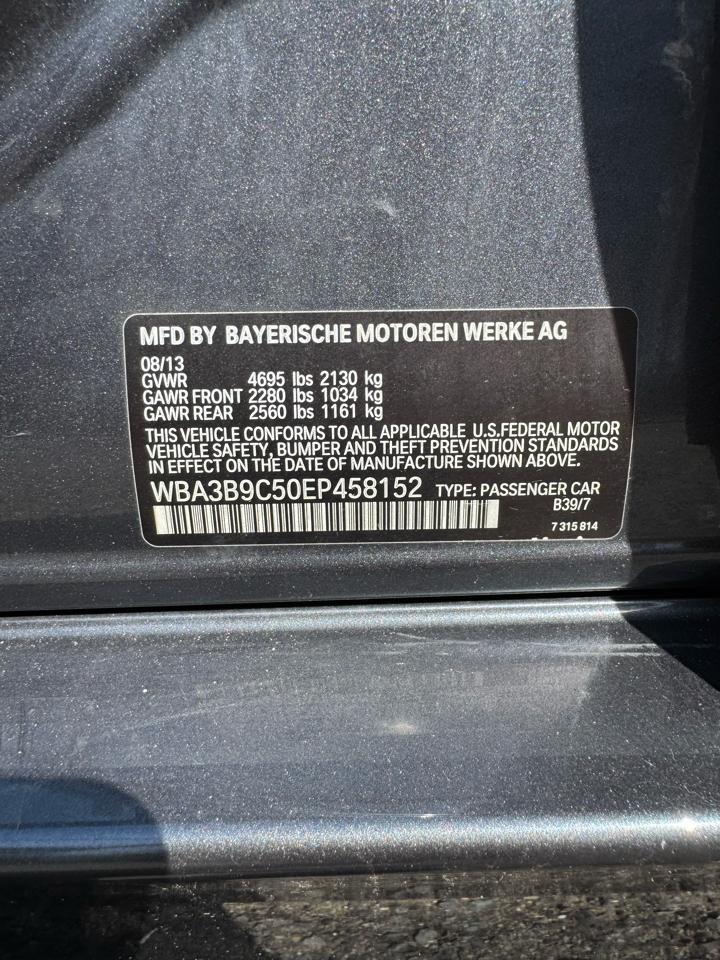 MFD BY BAYERISCHE MOTOREN WERKE AG
08/13
GVWR 4695 lbs 2130 kg
GAWR FRONT 2280 lbs 1034 kg
GAWR REAR 2560 lbs 1161 kg
THIS VEHICLE CONFORMS TO ALL APPLICABLE U.S.FEDERAL MOTOR
VEHICLE SAFETY, BUMPER AND THEFT PREVENTION STANDARDS
IN EFFECT ON THE DATE OF MANUFACTURE SHOWN ABOVE.
WBA3B9C50EP458152 TYPE: PASSENGER CAR
B39/7
7 315 814